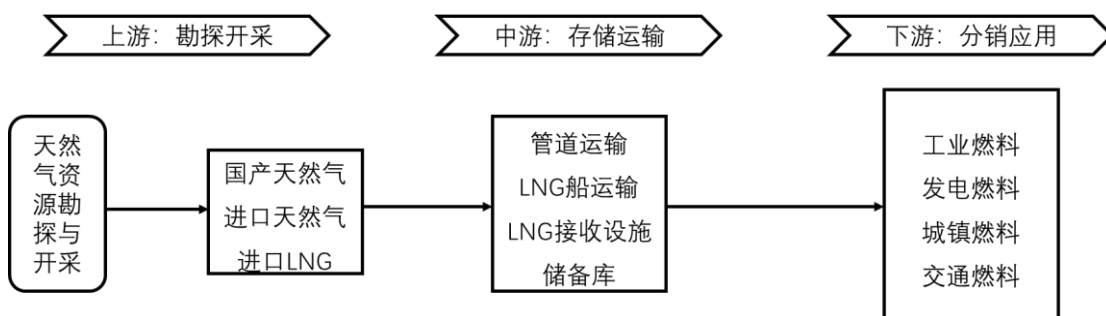 上游：勘探开采
中游：存储运输
下游：分销应用
天然
气资
源勘
探与
开采
国产天然气
进口天然气
进口LNG
管道运输
LNG船运输
LNG接收设施
储备库
工业燃料
发电燃料
城镇燃料
交通燃料